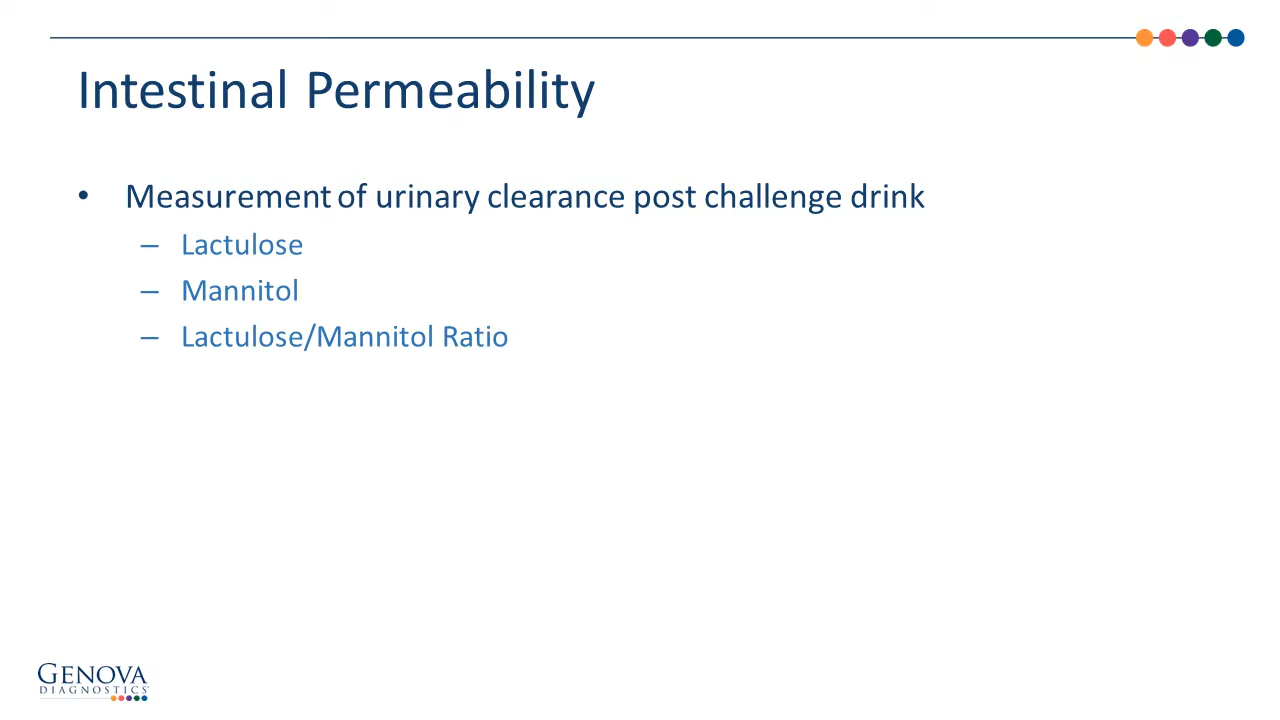 Intestinal Permeability
• Measurement of urinary clearance post challenge drink
– Lactulose
– Mannitol
– Lactulose/Mannitol Ratio
GENOVA
DIAGNOSTICS